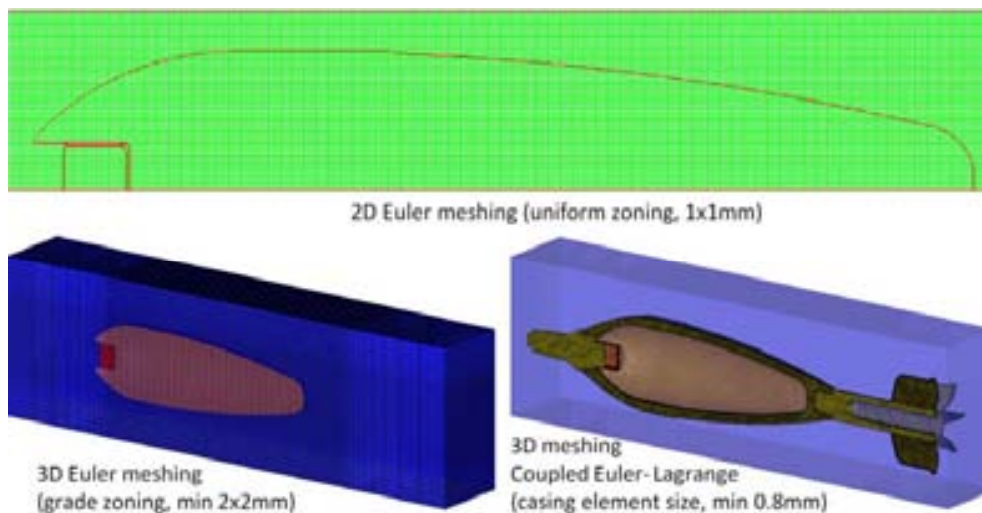 2D Euler meshing (uniform zoning, 1x1mm)
3D Euler meshing
(grade zoning, min 2x2mm)
3D meshing
Coupled Euler- Lagrange
(casing element size, min 0.8mm)